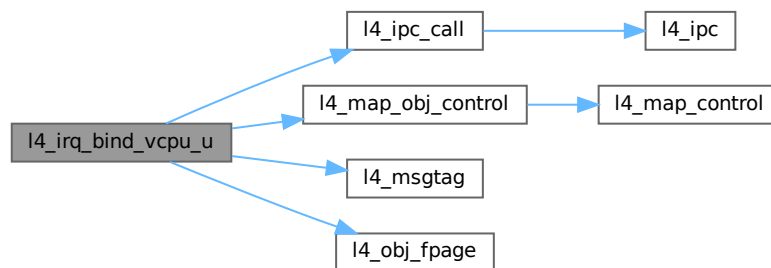 l4_ipc_call
l4_ipc
l4_map_obj_control
l4_map_control
l4_irq_bind_vcpu_u
l4_msgtag
l4_obj_fpage